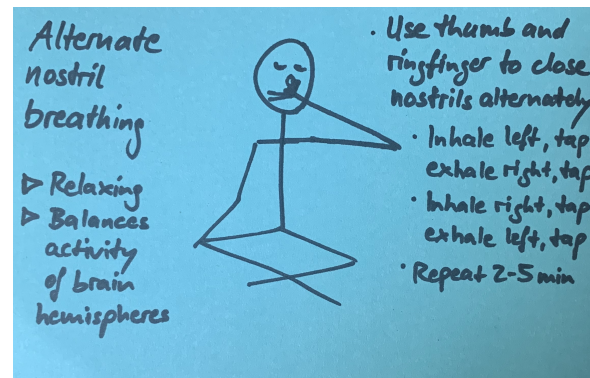 Alternate
nostril
breathing
▷ Relaxing
▷ Balances
activity
of brain
hemispheres
· Use thumb and
ringfinger to close
nostrils alternately
· Inhale left, tap
exhale right, tap
· Inhale right, tap
exhale left, tap
· Repeat 2-5 min